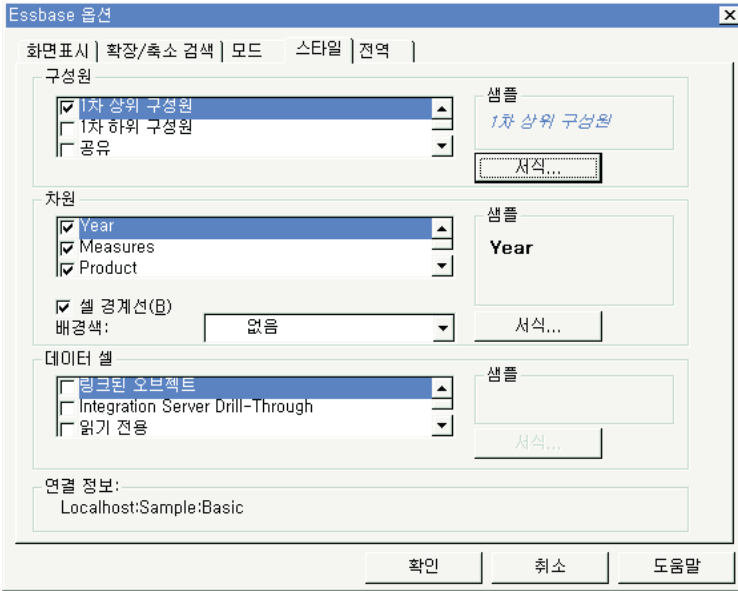 Essbase 옵션
화면표시 확장/축소 검색 모드 스타일 전역
구성원
1차 상위 구성원
1차 하위 구성원
공유
샘플
1차 상위 구성원
서식...
차원
Year
Measures
Product
샘플
Year
셀 경계선(B)
배경색: 없음
서식...
데이터 셀
링크된 오브젝트
Integration Server Drill-Through
읽기 전용
샘플
서식...
연결 정보:
Localhost:Sample:Basic
확인 취소 도움말